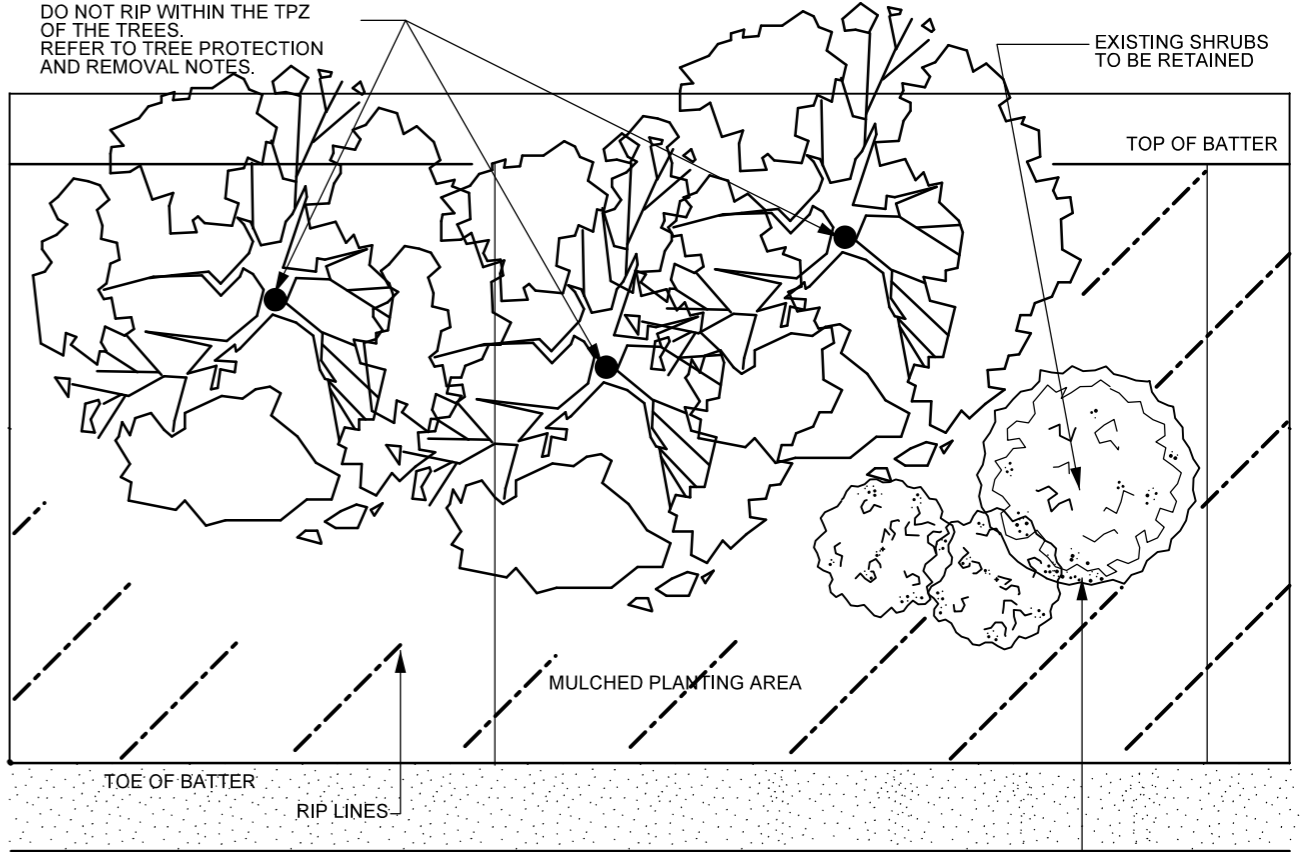 DO NOT RIP WITHIN THE TPZ
OF THE TREES.
REFER TO TREE PROTECTION
AND REMOVAL NOTES.
EXISTING SHRUBS
TO BE RETAINED
TOP OF BATTER
MULCHED PLANTING AREA
TOE OF BATTER
RIP LINES